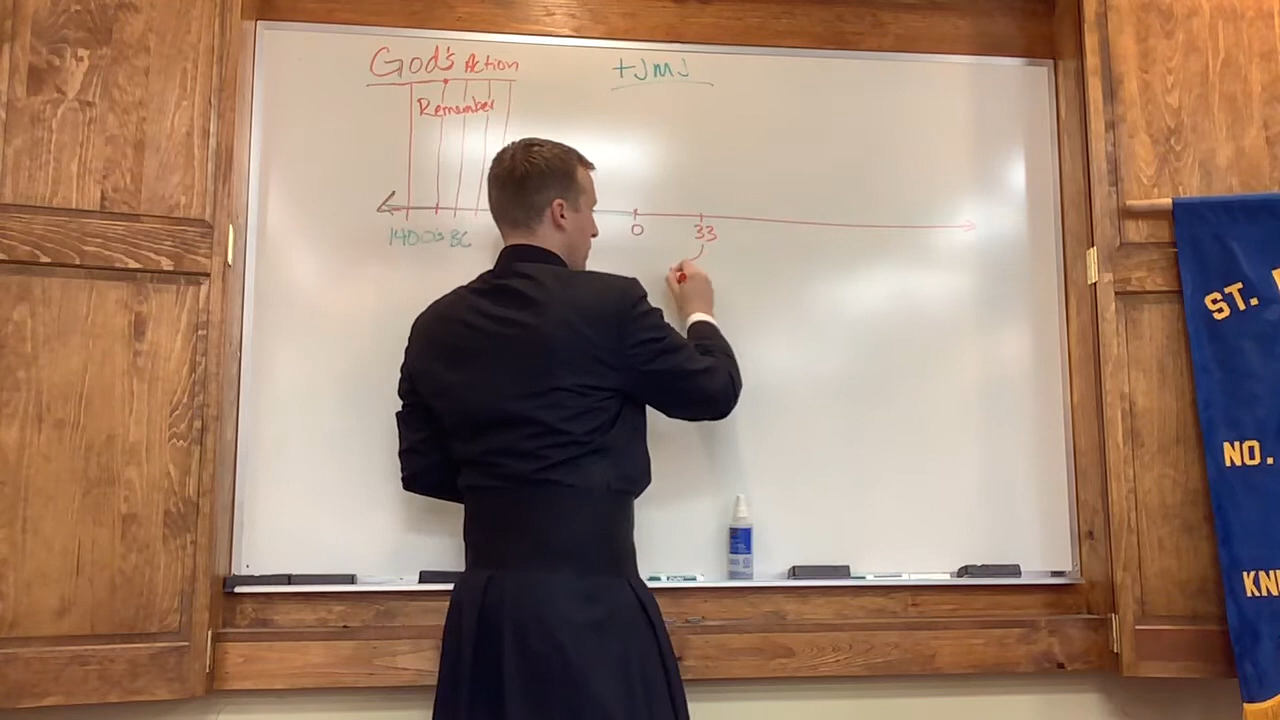 God's Action
+JMJ
Remember
1400's BC
0
33
ST.
NO.
KN